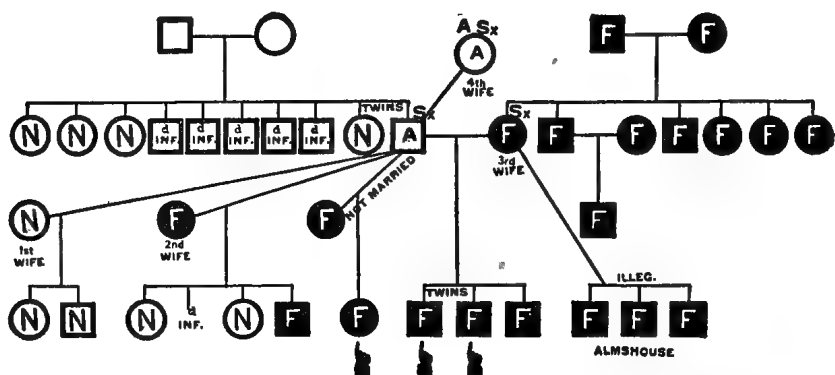 A Sx
F F
A
4th
WIFE
TWINS Sx Sx
d d d d d
N N N INF. INF. INF. INF. INF. N A F F F F F F F
3rd
WIFE
NOT MARRIED
N F F F
1st
WIFE
2nd
WIFE
ILLEG.
TWINS
d
N N N INF. N F F F F F F F F
ALMSHOUSE